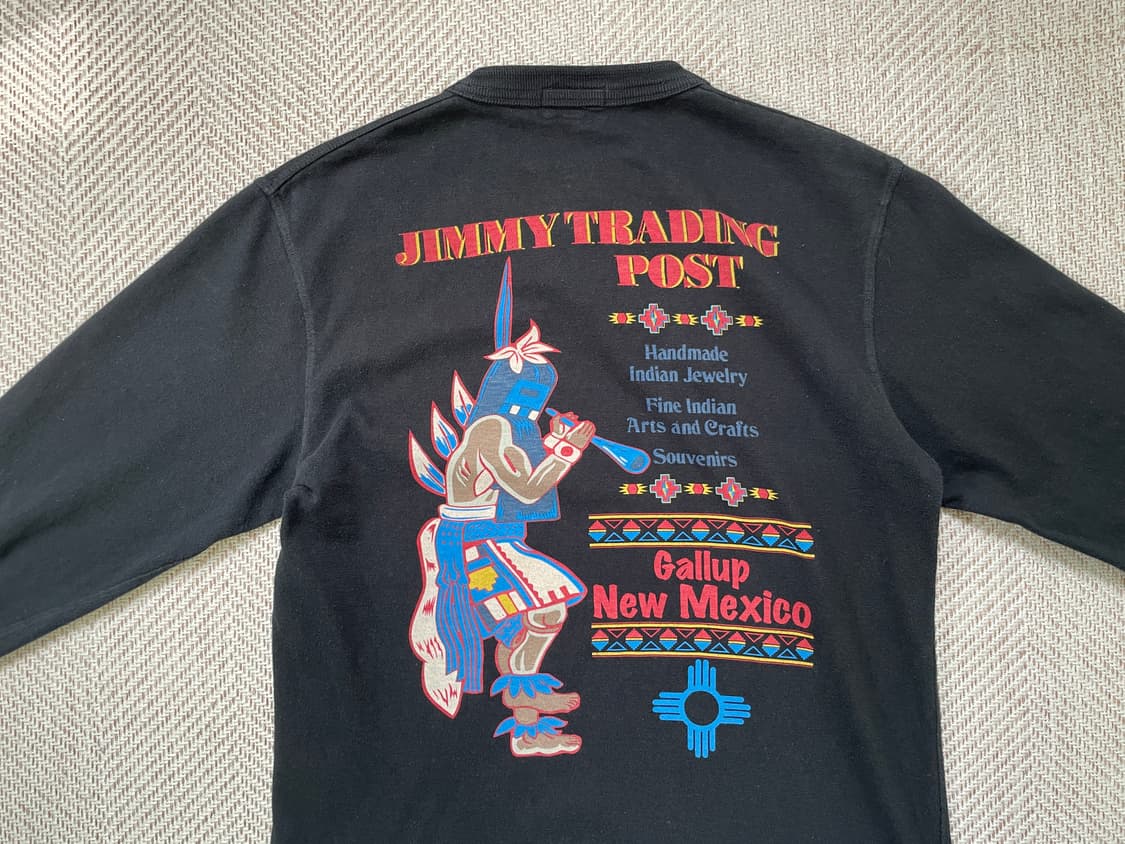 JIMMY TRADING
POST
Handmade
Indian Jewelry
Fine Indian
Arts and Crafts
Souvenirs
Gallup
New Mexico